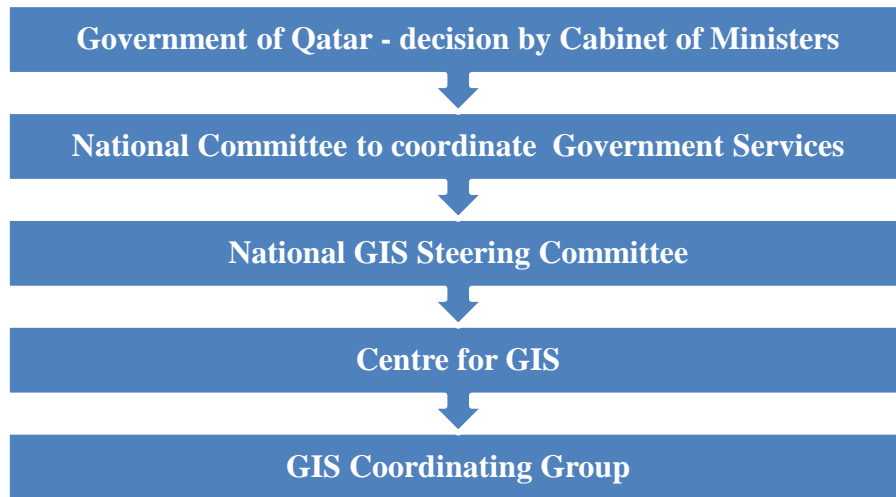 Government of Qatar - decision by Cabinet of Ministers
National Committee to coordinate Government Services
National GIS Steering Committee
Centre for GIS
GIS Coordinating Group